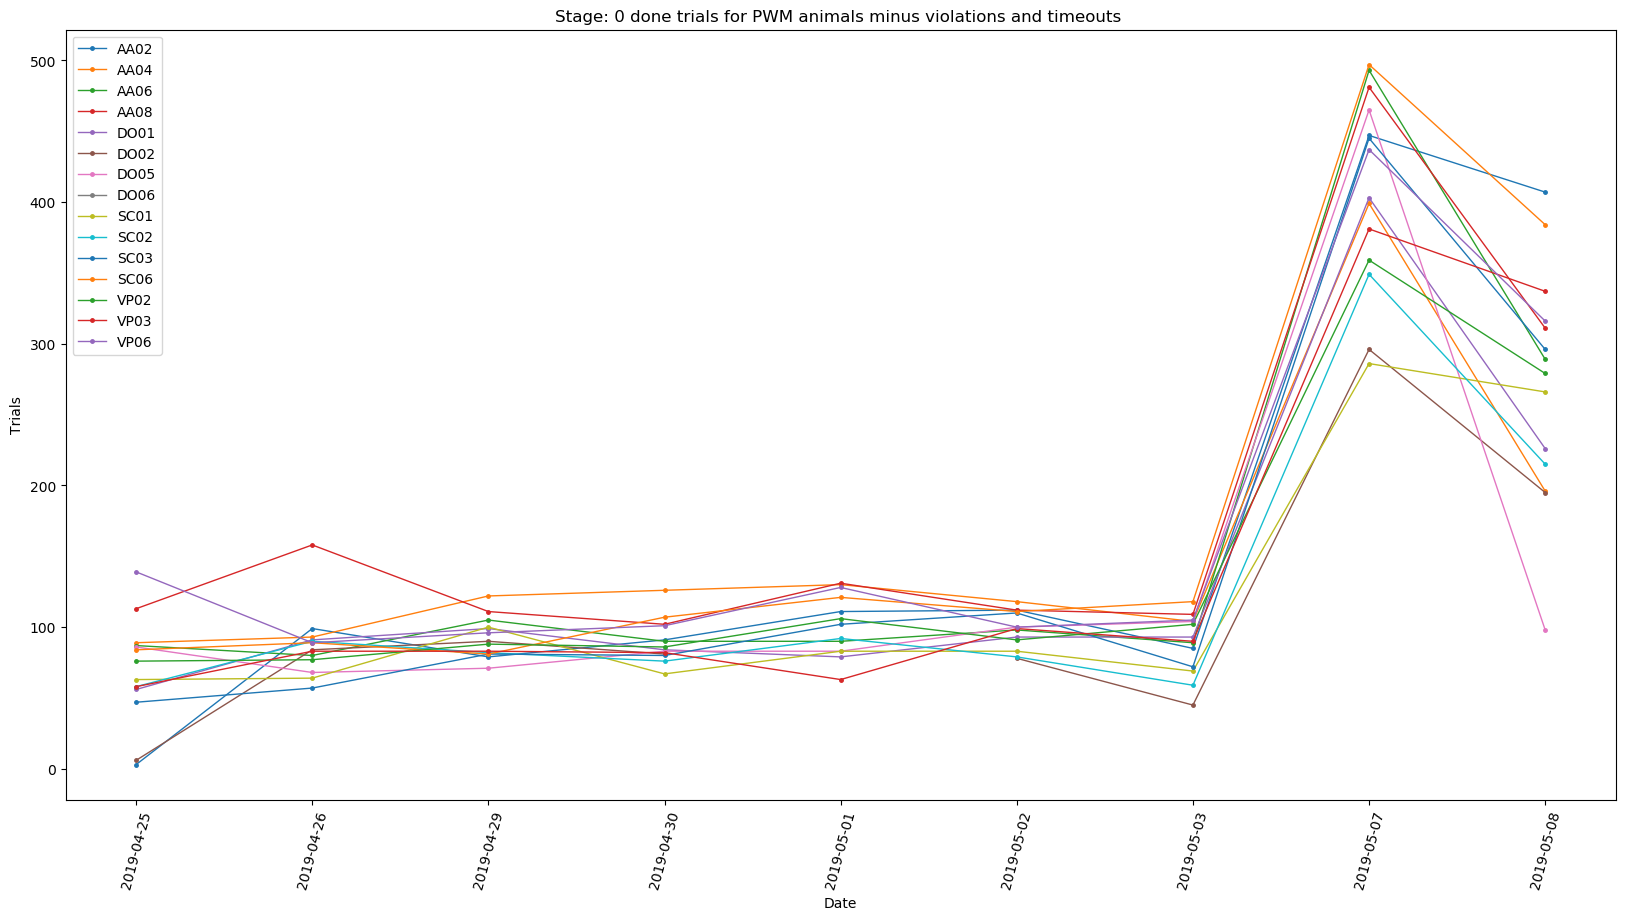 Stage: 0 done trials for PWM animals minus violations and timeouts
AA02
AA04
AA06
AA08
DO01
DO02
DO05
DO06
SC01
SC02
SC03
SC06
VP02
VP03
VP06
500
400
300
200
100
0
Trials
2019-04-25
2019-04-26
2019-04-29
2019-04-30
2019-05-01
2019-05-02
2019-05-03
2019-05-07
2019-05-08
Date